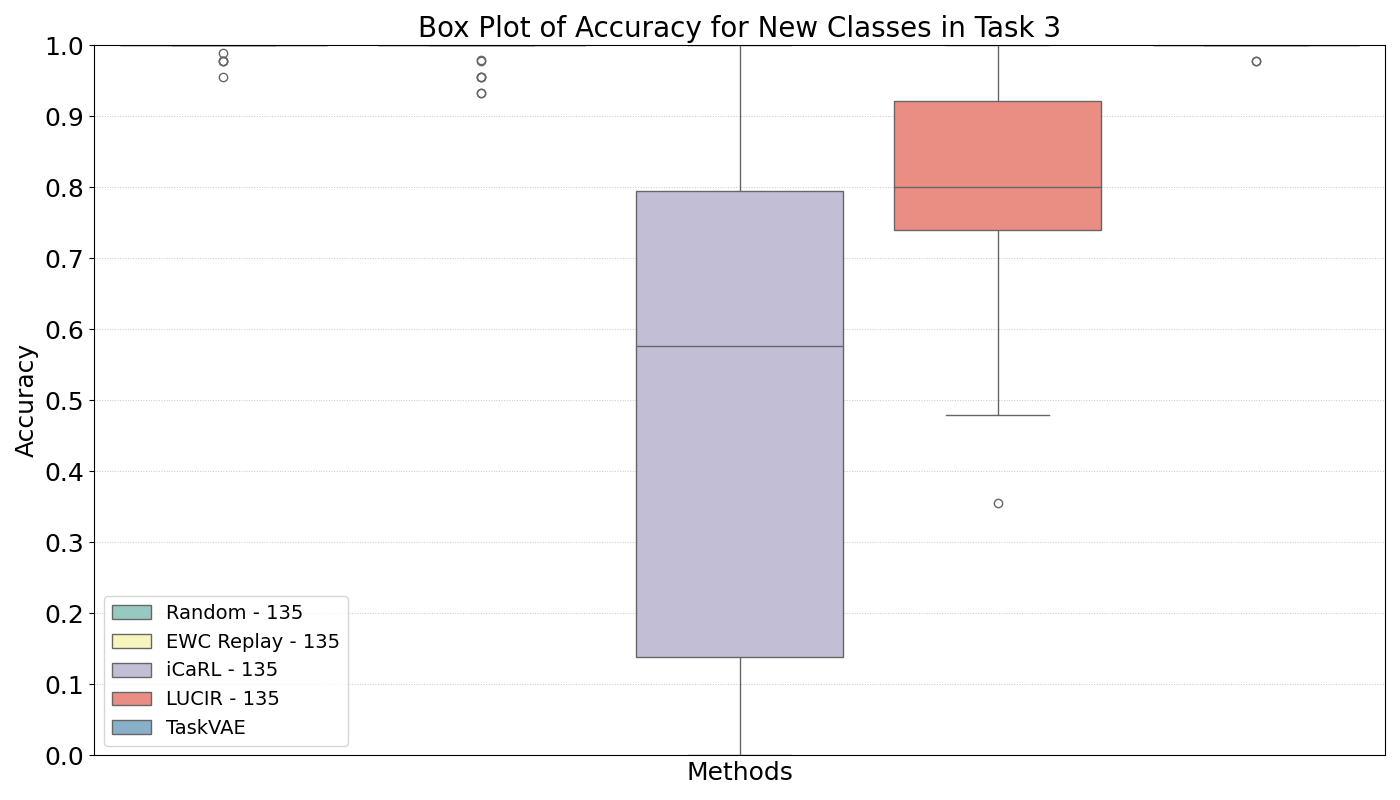 Box Plot of Accuracy for New Classes in Task 3
1.0
0.9
0.8
0.7
0.6
0.5
0.4
0.3
0.2
0.1
0.0
Accuracy
Methods
Random - 135
EWC Replay - 135
iCaRL - 135
LUCIR - 135
TaskVAE